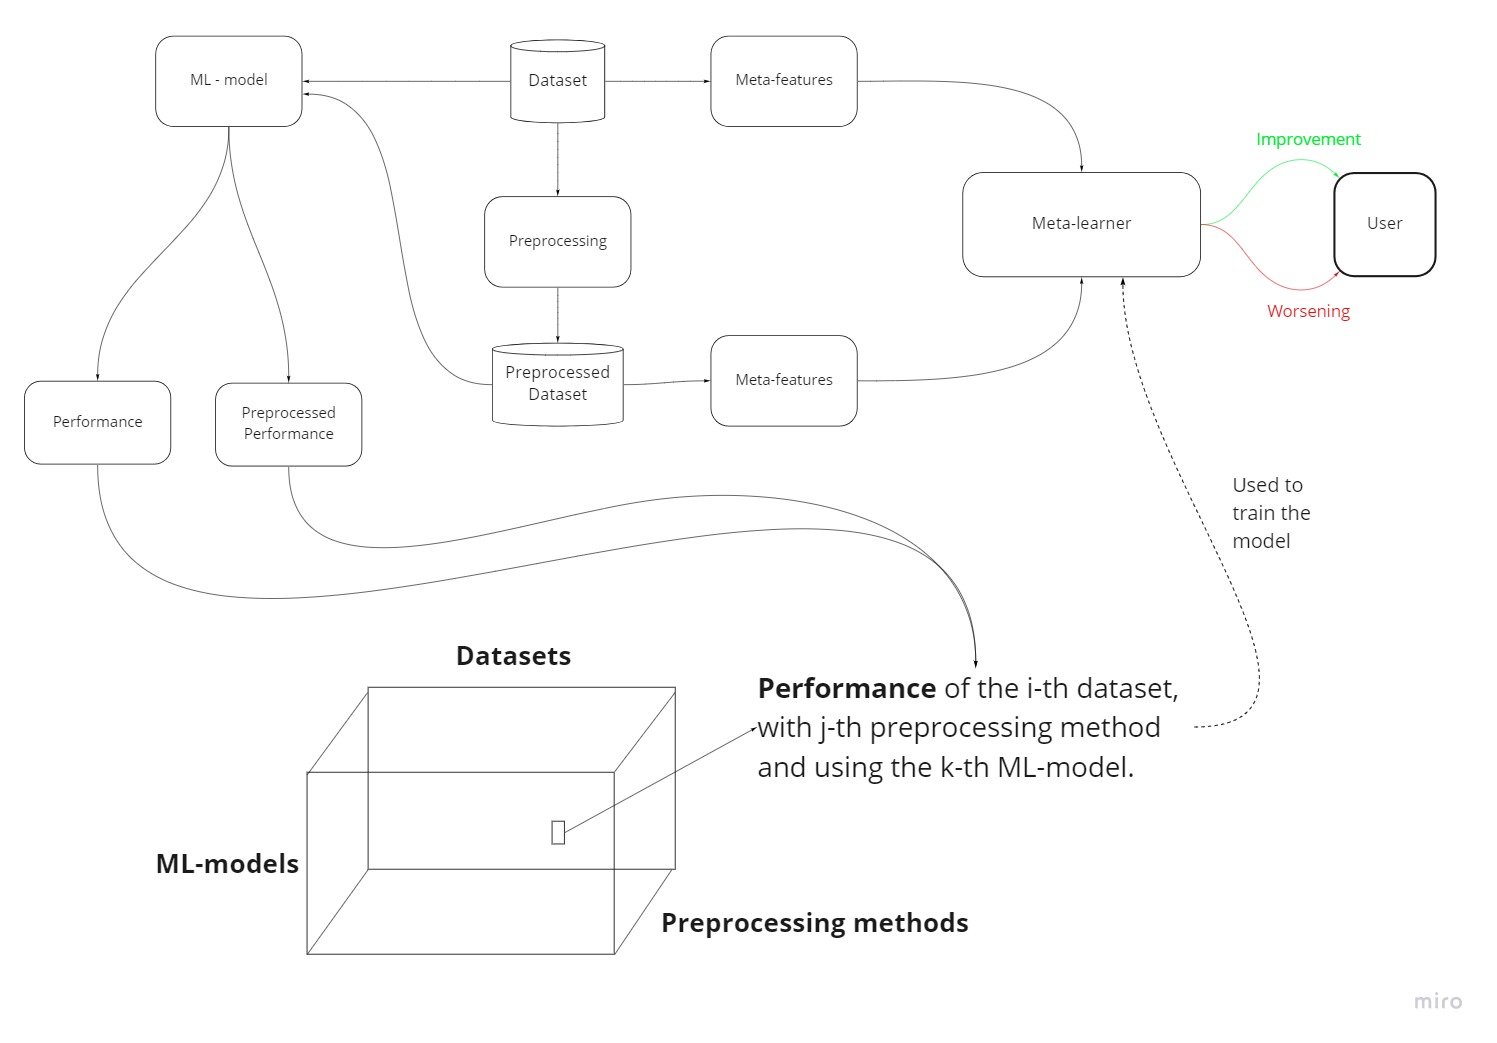 ML - model
Dataset
Meta-features
Improvement
Meta-learner
User
Preprocessing
Worsening
Preprocessed
Dataset
Meta-features
Performance
Preprocessed
Performance
Used to
train the
model
Datasets
Performance of the i-th dataset,
with j-th preprocessing method
and using the k-th ML-model.
ML-models
Preprocessing methods
miro